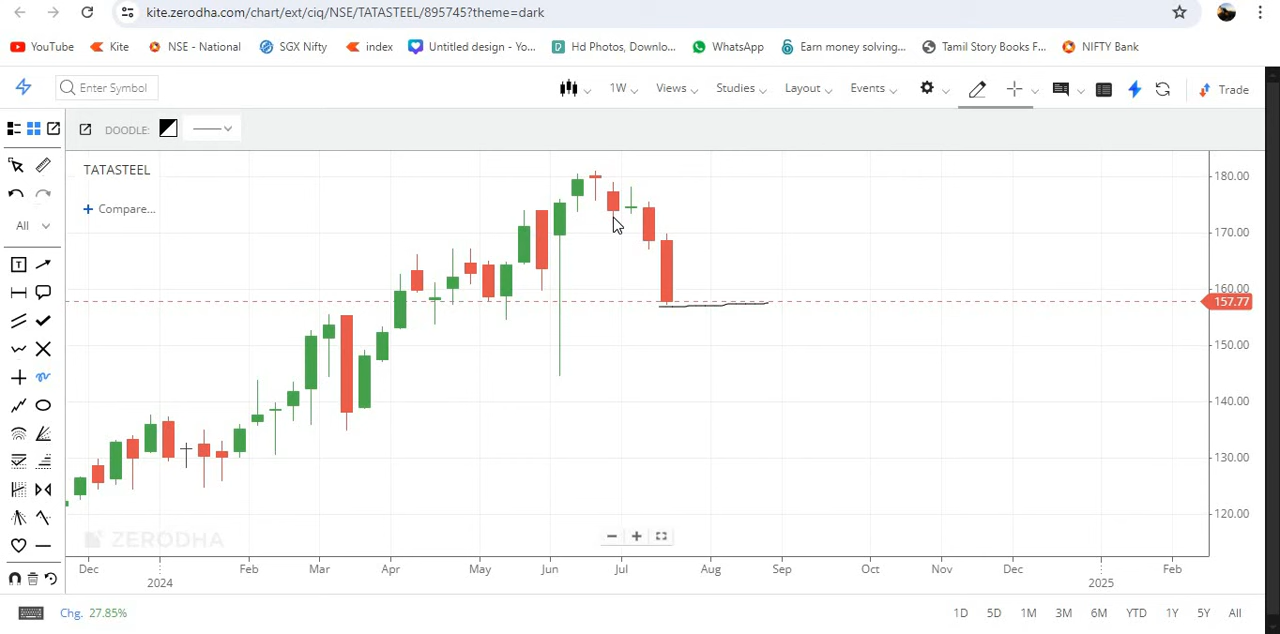 kite.zerodha.com/chart/ext/ciq/NSE/TATASTEEL/895745?theme=dark
YouTube Kite NSE - National SGX Nifty index Untitled design - Yo... Hd Photos, Downlo... WhatsApp Earn money solving... Tamil Story Books F... NIFTY Bank
Enter Symbol 1W Views Studies Layout Events Trade
DOODLE:
TATASTEEL
+ Compare...
All
T
180.00
170.00
160.00
157.77
150.00
140.00
130.00
120.00
ZERODHA
Dec Feb Mar Apr May Jun Jul Aug Sep Oct Nov Dec Feb
2024 2025
Chg. 27.85% 1D 5D 1M 3M 6M YTD 1Y 5Y All